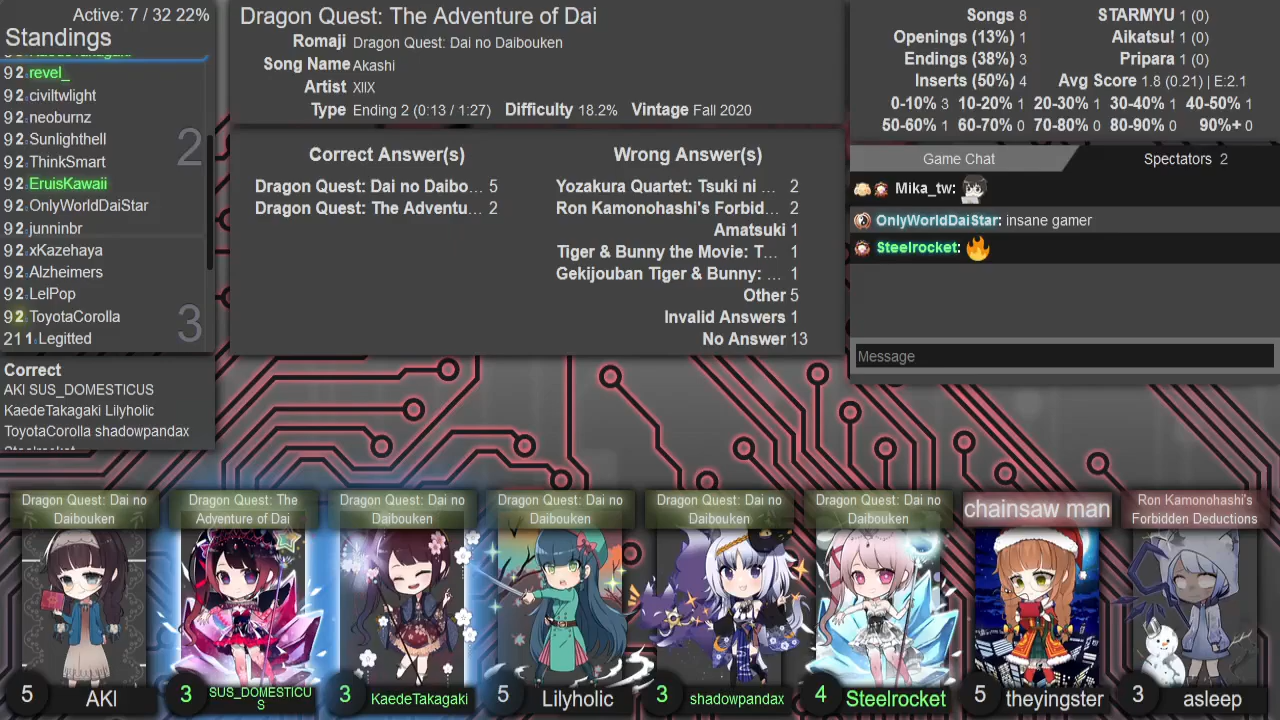 Active: 7 / 32 22%
Standings
9 2 revel_
9 2 civiltwlight
9 2 neoburnz
9 2 Sunlighthell
2
9 2 ThinkSmart
9 2 EruisKawaii
9 2 OnlyWorldDaiStar
9 2 junninbr
9 2 xKazehaya
9 2 Alzheimers
9 2 LelPop
9 2 ToyotaCorolla
3
21 1 Legitted
Correct
AKI SUS_DOMESTICUS
KaedeTakagaki Lilyholic
ToyotaCorolla shadowpandax
Dragon Quest: The Adventure of Dai
Romaji Dragon Quest: Dai no Daibouken
Song Name Akashi
Artist XIIX
Type Ending 2 (0:13 / 1:27) Difficulty 18.2% Vintage Fall 2020
Correct Answer(s)
Dragon Quest: Dai no Daibo... 5
Dragon Quest: The Adventu... 2
Wrong Answer(s)
Yozakura Quartet: Tsuki ni ... 2
Ron Kamonohashi's Forbid... 2
Amatsuki 1
Tiger & Bunny the Movie: T... 1
Gekijouban Tiger & Bunny: ... 1
Other 5
Invalid Answers 1
No Answer 13
Songs 8
Openings (13%) 1
Endings (38%) 3
Inserts (50%) 4
STARMYU 1 (0)
Aikatsu! 1 (0)
Pripara 1 (0)
Avg Score 1.8 (0.21) | E:2.1
0-10% 3 10-20% 1 20-30% 1 30-40% 1 40-50% 1
50-60% 1 60-70% 0 70-80% 0 80-90% 0 90%+ 0
Game Chat
Spectators 2
Mika_tw:
OnlyWorldDaiStar: insane gamer
Steelrocket:
Message
Dragon Quest: Dai no
Daibouken
5 AKI
Dragon Quest: The
Adventure of Dai
3 SUS_DOMESTICU
S
Dragon Quest: Dai no
Daibouken
3 KaedeTakagaki
Dragon Quest: Dai no
Daibouken
5 Lilyholic
Dragon Quest: Dai no
Daibouken
3 shadowpandax
Dragon Quest: Dai no
Daibouken
4 Steelrocket
chainsaw man
5 theyingster
Ron Kamonohashi's
Forbidden Deductions
3 asleep